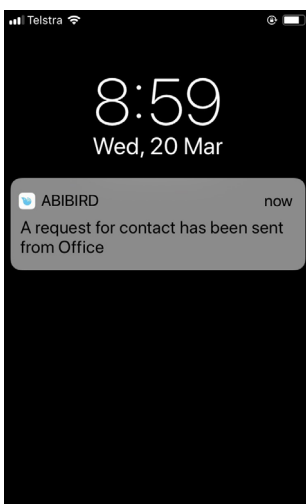 Telstra
8:59
Wed, 20 Mar
ABIBIRD now
A request for contact has been sent
from Office